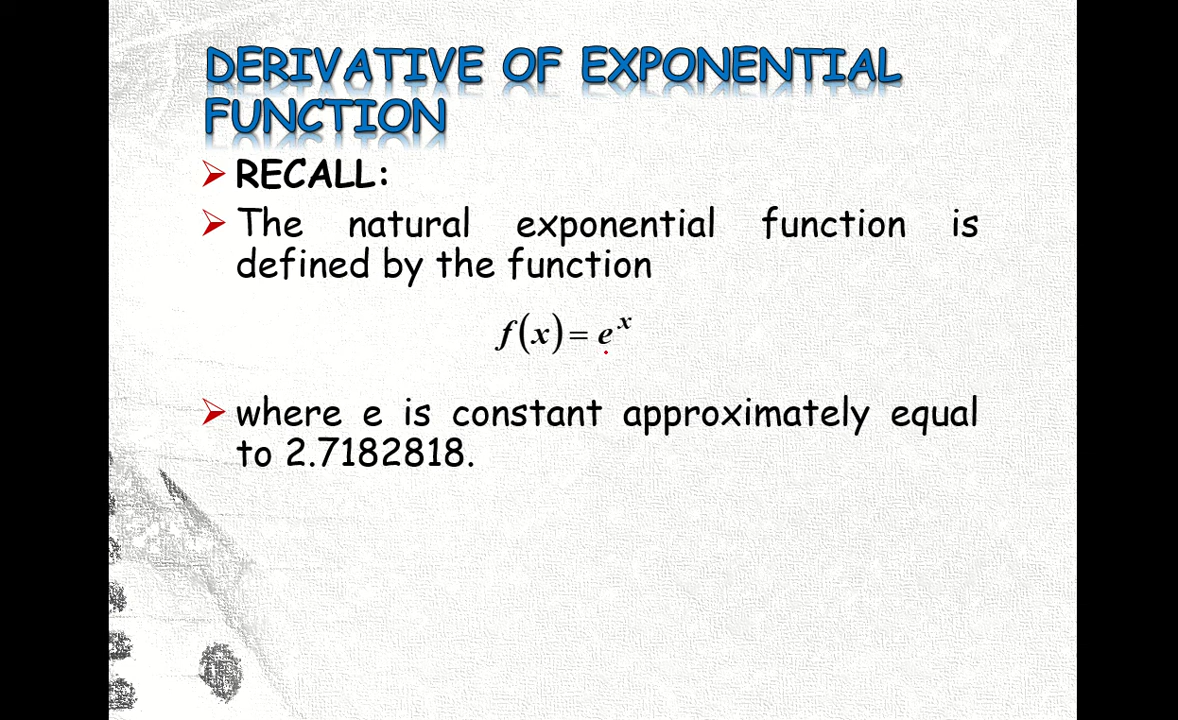 DERIVATIVE OF EXPONENTIAL
FUNCTION
RECALL:
The natural exponential function is
defined by the function
f(x) = eˣ
where e is constant approximately equal
to 2.7182818.